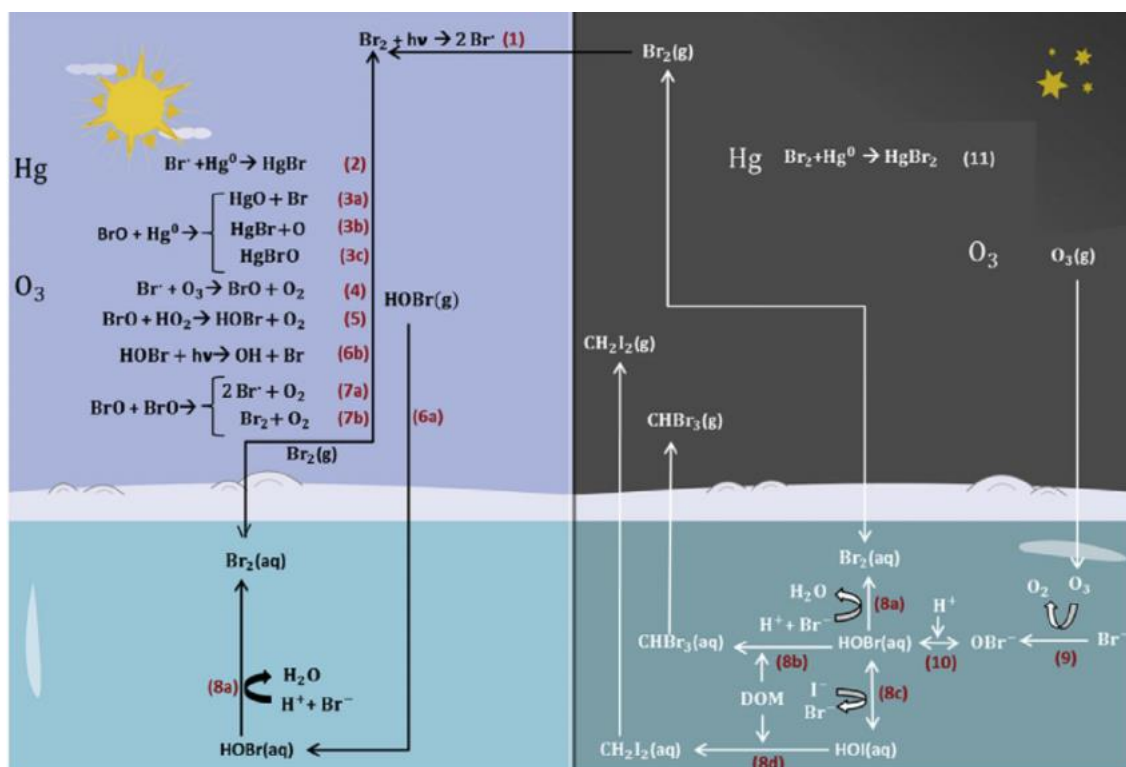 Br₂ + hν → 2 Br· (1)
Hg
Br· + Hg⁰ → HgBr (2)
BrO + Hg⁰ →
HgO + Br (3a)
HgBr + O (3b)
HgBrO (3c)
O₃
Br· + O₃ → BrO + O₂ (4)
BrO + HO₂ → HOBr + O₂ (5)
HOBr + hν → OH + Br (6b)
BrO + BrO →
2 Br· + O₂ (7a)
Br₂ + O₂ (7b)
HOBr(g)
(6a)
Br₂(g)
Br₂(aq)
(8a)
H₂O
H⁺ + Br⁻
HOBr(aq)
Br₂(g)
Hg
Br₂+Hg⁰ → HgBr₂ (11)
O₃
O₃(g)
CH₂I₂(g)
CHBr₃(g)
Br₂(aq)
H₂O
(8a)
H⁺ + Br⁻
H⁺
O₂
O₃
CHBr₃(aq)
(8b)
HOBr(aq)
(10)
OBr⁻
(9)
Br⁻
DOM
I⁻
Br⁻
(8c)
CH₂I₂(aq)
(8d)
HOI(aq)